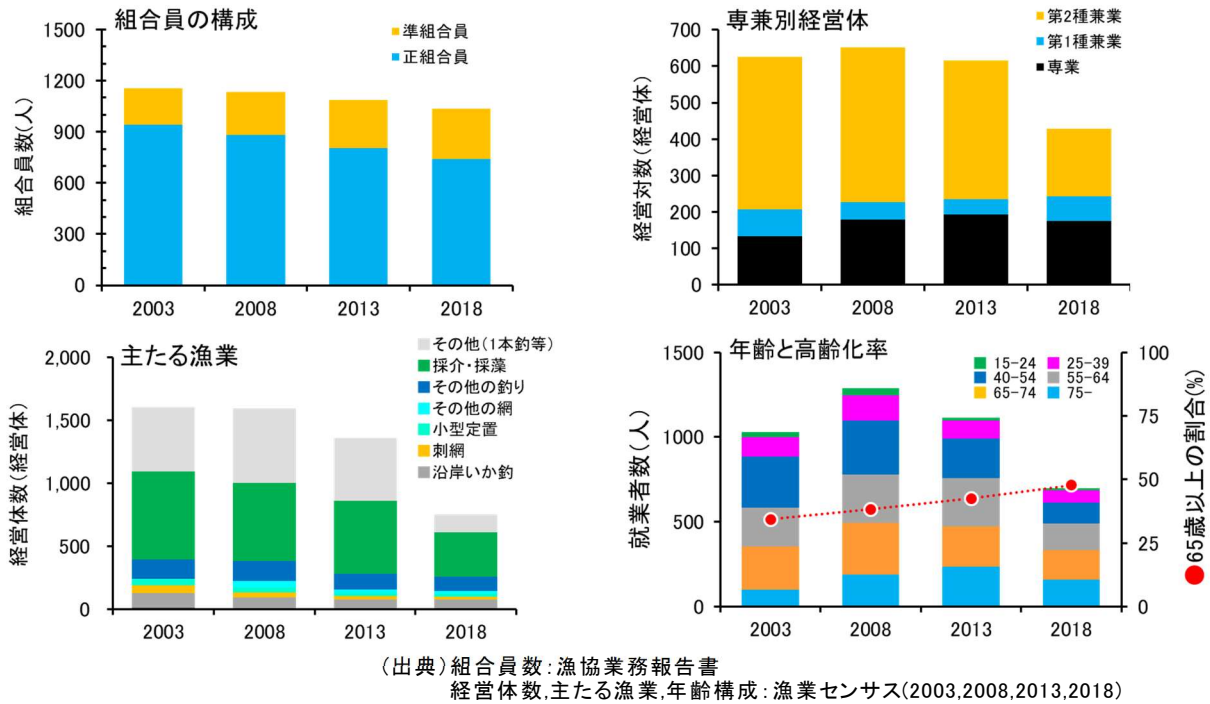 組合員の構成
準組合員
正組合員
組合員数(人)
1500
1200
900
600
300
0
2003
2008
2013
2018
専兼別経営体
第2種兼業
第1種兼業
専業
経営対数(経営体)
700
600
500
400
300
200
100
0
2003
2008
2013
2018
主たる漁業
その他(1本釣等)
採介・採藻
その他の釣り
その他の網
小型定置
刺網
沿岸いか釣
経営体数(経営体)
2,000
1,500
1,000
500
0
2003
2008
2013
2018
年齢と高齢化率
15-24
25-39
40-54
55-64
65-74
75-
就業者数(人)
1500
1000
500
0
100
75
50
25
0
65歳以上の割合(%)
2003
2008
2013
2018
(出典)組合員数:漁協業務報告書
経営体数,主たる漁業,年齢構成:漁業センサス(2003,2008,2013,2018)